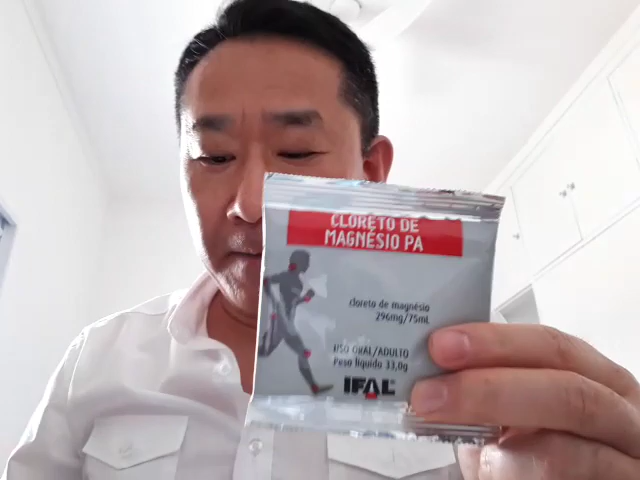 CLORETO DE
MAGNÉSIO PA
cloreto de magnésio
296mg/75mL
USO ORAL/ADULTO
Peso líquido 33,0g
IFAL